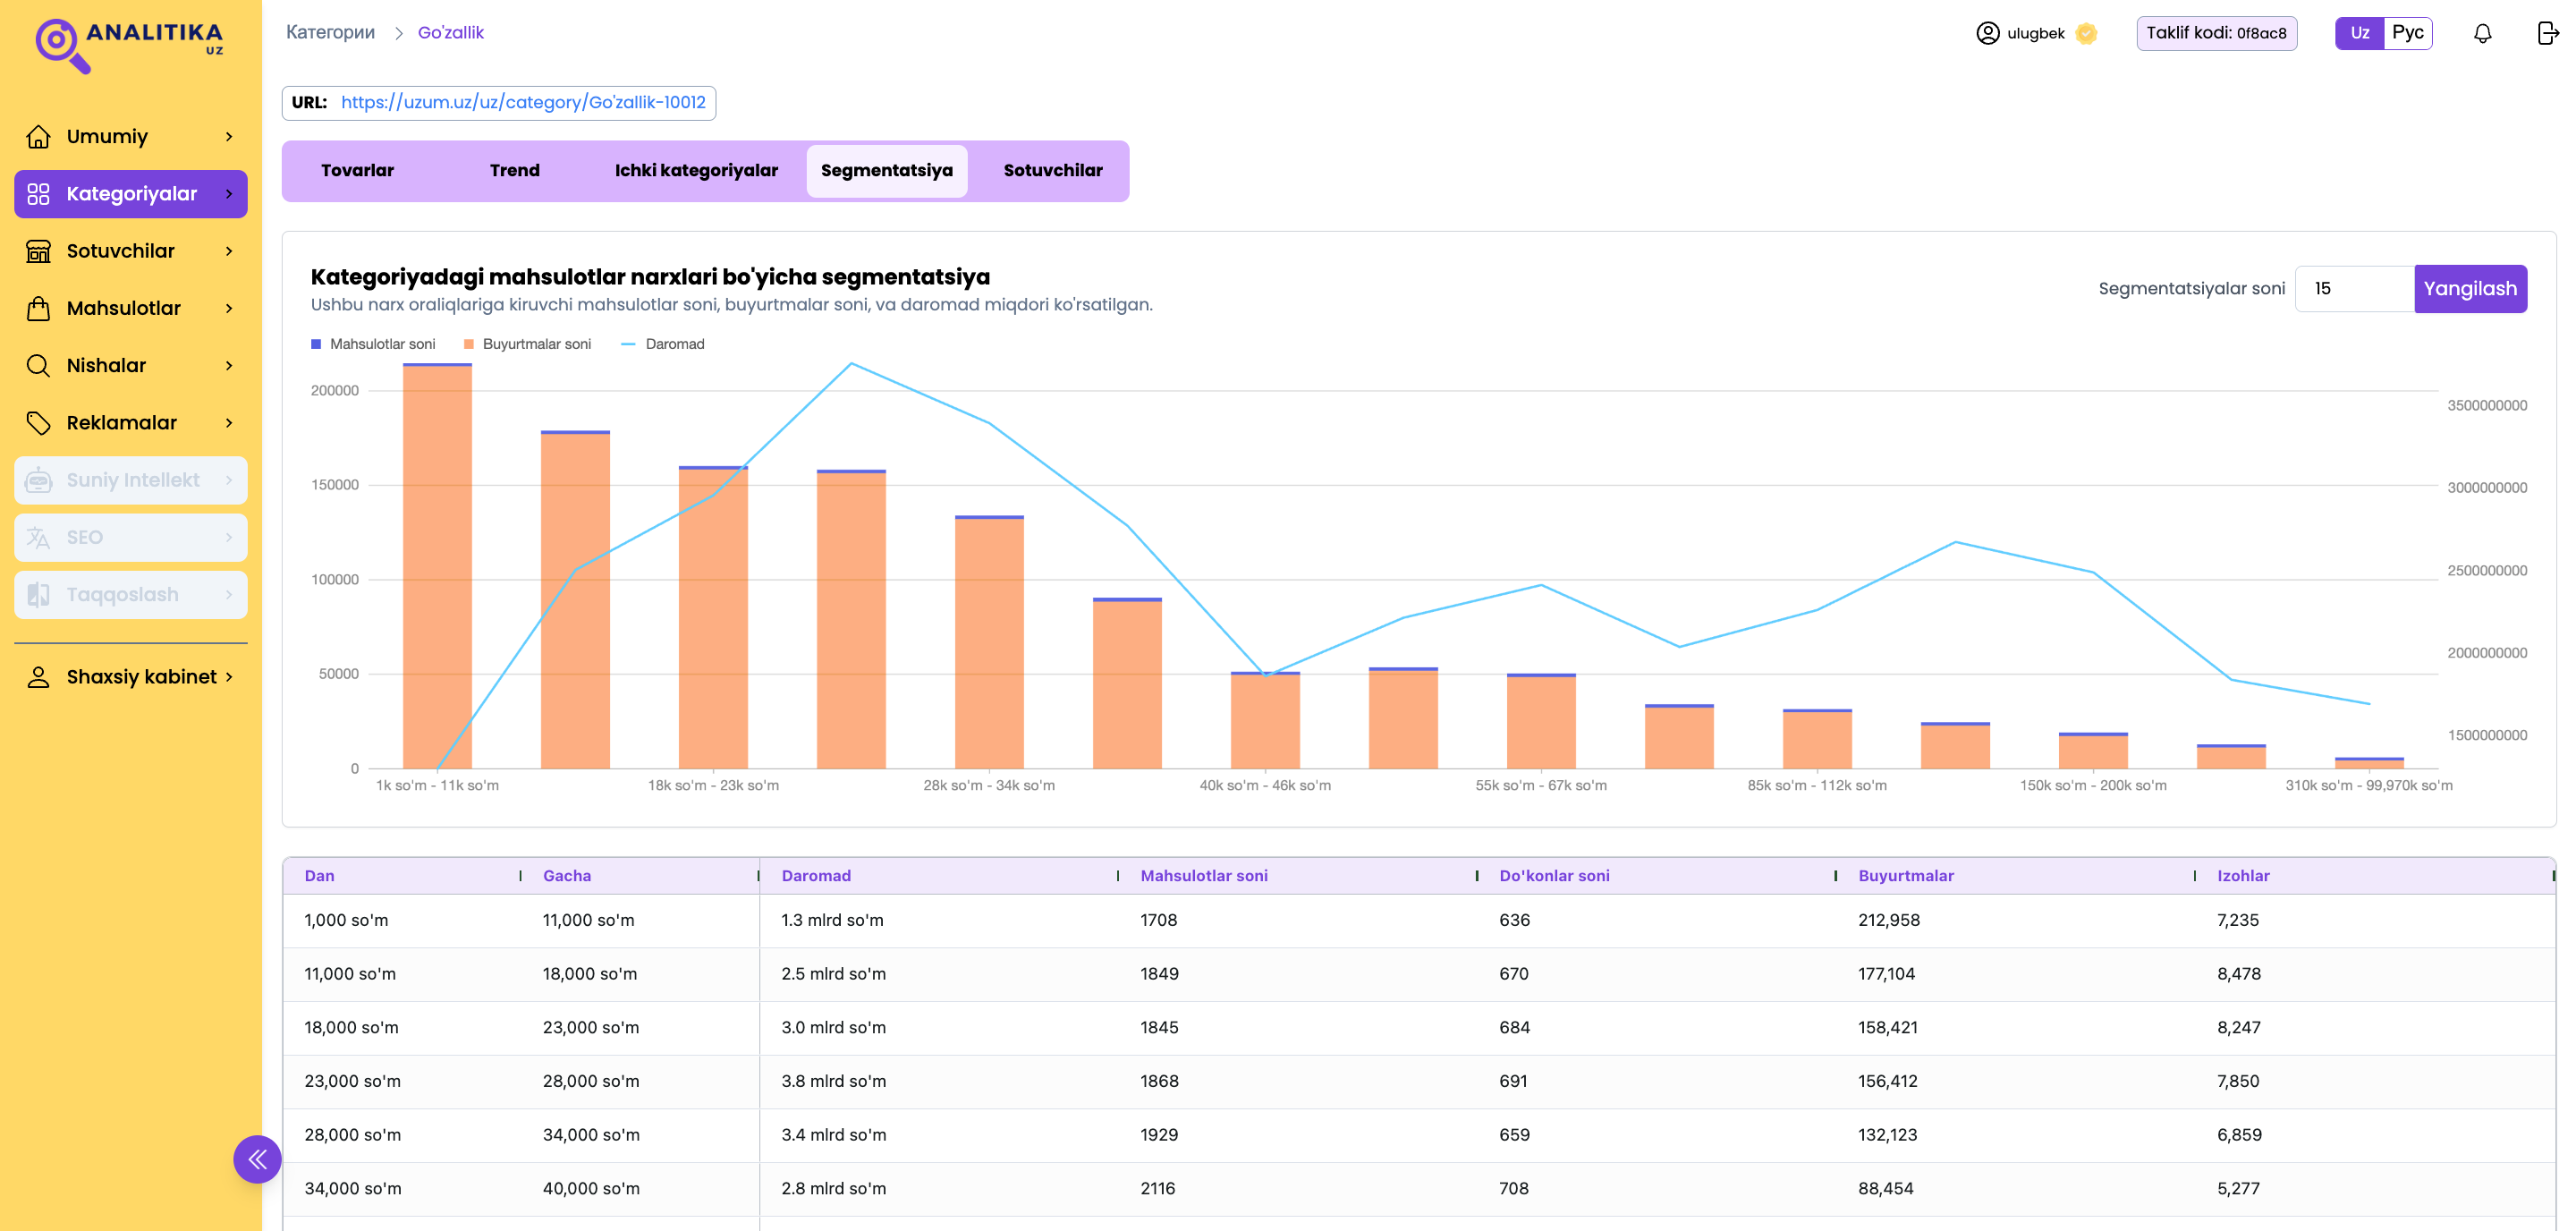 ANALITIKA
UZ
Категории > Go'zallik
ulugbek
Taklif kodi: 0f8ac8
Uz Рус
URL: https://uzum.uz/uz/category/Go'zallik-10012
Umumiy
Kategoriyalar
Sotuvchilar
Mahsulotlar
Nishalar
Reklamalar
Suniy Intellekt
SEO
Taqqoslash
Shaxsiy kabinet
Tovarlar Trend Ichki kategoriyalar Segmentatsiya Sotuvchilar
Kategoriyadagi mahsulotlar narxlari bo'yicha segmentatsiya
Ushbu narx oraliqlariga kiruvchi mahsulotlar soni, buyurtmalar soni, va daromad miqdori ko'rsatilgan.
Segmentatsiyalar soni 15 Yangilash
Mahsulotlar soni Buyurtmalar soni Daromad
200000
150000
100000
50000
0
3500000000
3000000000
2500000000
2000000000
1500000000
1k so'm - 11k so'm 18k so'm - 23k so'm 28k so'm - 34k so'm 40k so'm - 46k so'm 55k so'm - 67k so'm 85k so'm - 112k so'm 150k so'm - 200k so'm 310k so'm - 99,970k so'm
Dan Gacha Daromad Mahsulotlar soni Do'konlar soni Buyurtmalar Izohlar
1,000 so'm 11,000 so'm 1.3 mlrd so'm 1708 636 212,958 7,235
11,000 so'm 18,000 so'm 2.5 mlrd so'm 1849 670 177,104 8,478
18,000 so'm 23,000 so'm 3.0 mlrd so'm 1845 684 158,421 8,247
23,000 so'm 28,000 so'm 3.8 mlrd so'm 1868 691 156,412 7,850
28,000 so'm 34,000 so'm 3.4 mlrd so'm 1929 659 132,123 6,859
34,000 so'm 40,000 so'm 2.8 mlrd so'm 2116 708 88,454 5,277